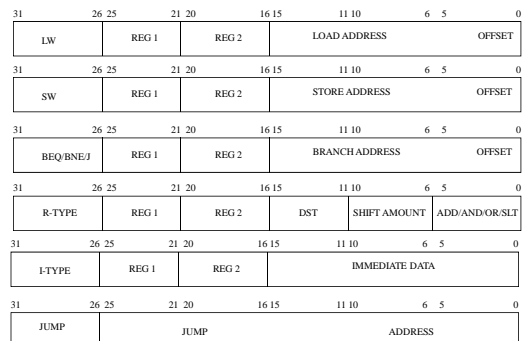 31 26 25 21 20 16 15 11 10 6 5 0
LW REG 1 REG 2 LOAD ADDRESS OFFSET
31 26 25 21 20 16 15 11 10 6 5 0
SW REG 1 REG 2 STORE ADDRESS OFFSET
31 26 25 21 20 16 15 11 10 6 5 0
BEQ/BNE/J REG 1 REG 2 BRANCH ADDRESS OFFSET
31 26 25 21 20 16 15 11 10 6 5 0
R-TYPE REG 1 REG 2 DST SHIFT AMOUNT ADD/AND/OR/SLT
31 26 25 21 20 16 15 11 10 6 5 0
I-TYPE REG 1 REG 2 IMMEDIATE DATA
31 26 25 21 20 16 15 11 10 6 5 0
JUMP JUMP ADDRESS